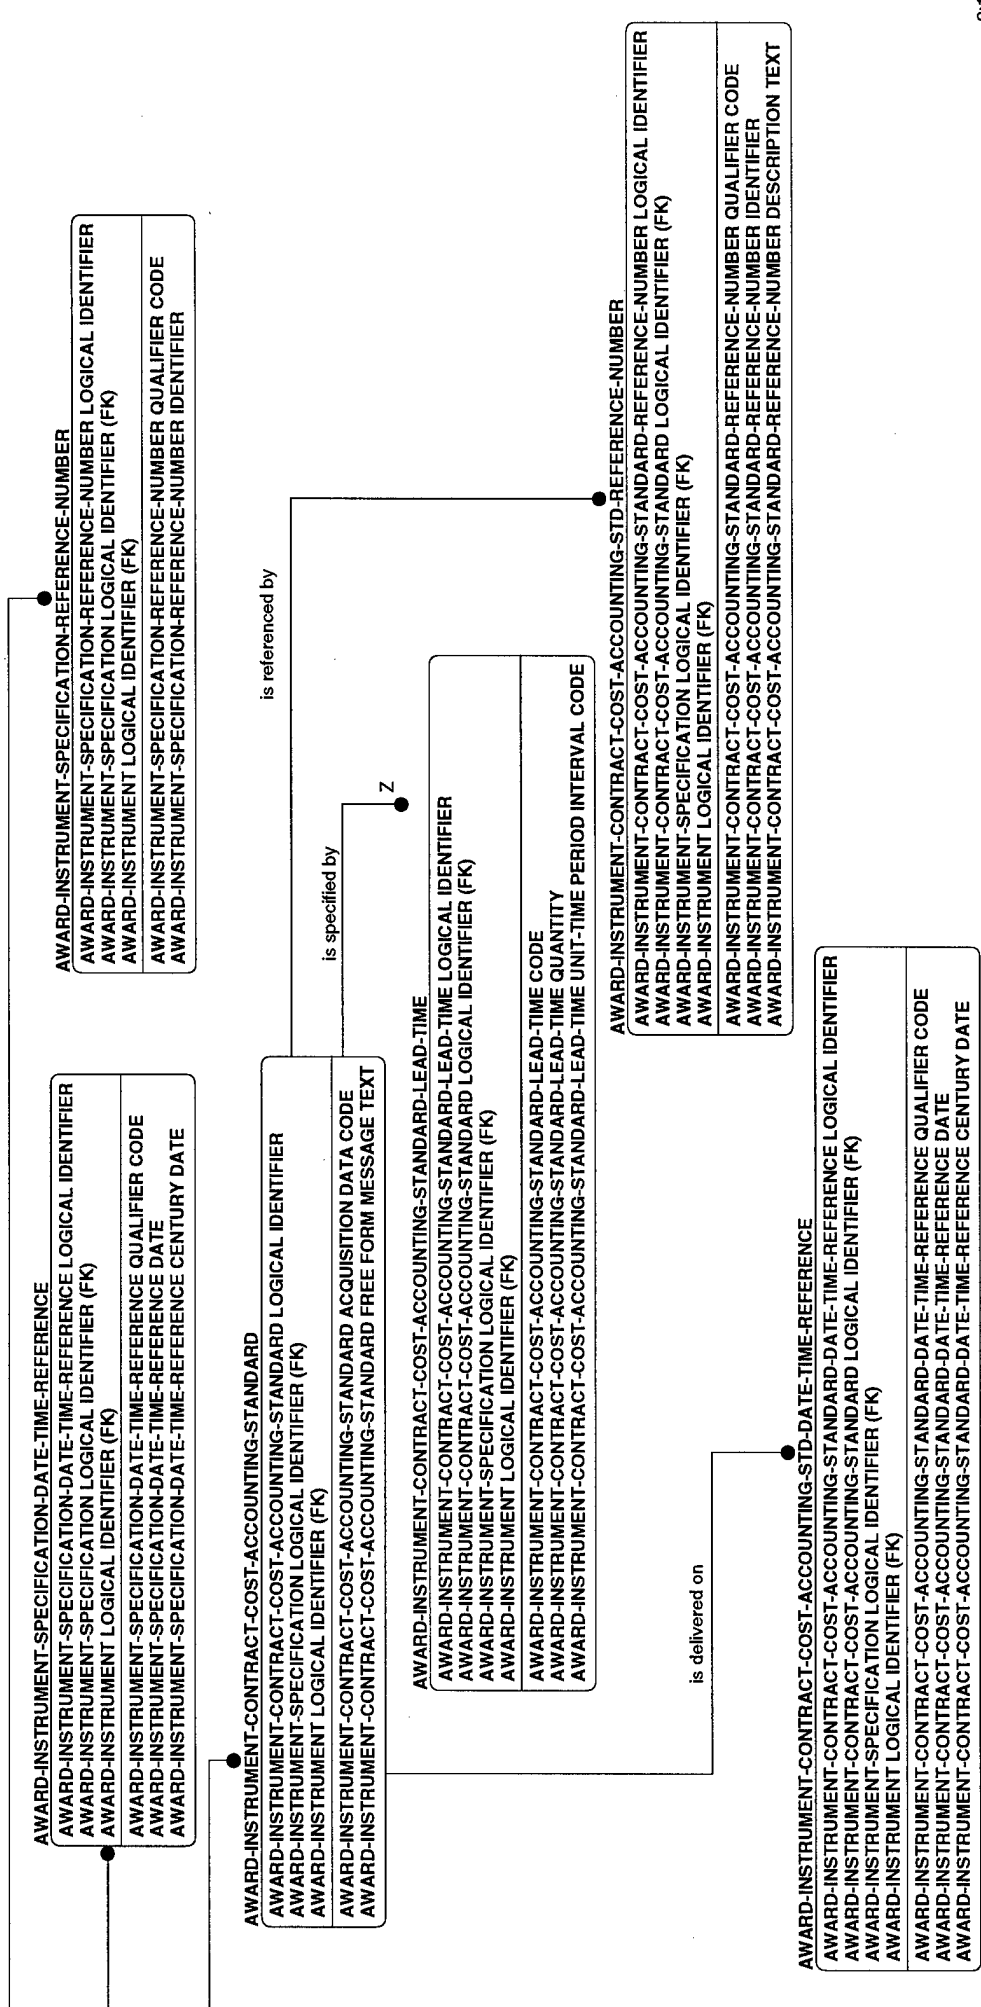 AWARD-INSTRUMENT-SPECIFICATION-DATE-TIME-REFERENCE
AWARD-INSTRUMENT-SPECIFICATION-DATE-TIME-REFERENCE LOGICAL IDENTIFIER
AWARD-INSTRUMENT-SPECIFICATION LOGICAL IDENTIFIER (FK)
AWARD-INSTRUMENT LOGICAL IDENTIFIER (FK)
AWARD-INSTRUMENT-SPECIFICATION-DATE-TIME-REFERENCE QUALIFIER CODE
AWARD-INSTRUMENT-SPECIFICATION-DATE-TIME-REFERENCE DATE
AWARD-INSTRUMENT-SPECIFICATION-DATE-TIME-REFERENCE CENTURY DATE
AWARD-INSTRUMENT-SPECIFICATION-REFERENCE-NUMBER
AWARD-INSTRUMENT-SPECIFICATION-REFERENCE-NUMBER LOGICAL IDENTIFIER
AWARD-INSTRUMENT-SPECIFICATION LOGICAL IDENTIFIER (FK)
AWARD-INSTRUMENT LOGICAL IDENTIFIER (FK)
AWARD-INSTRUMENT-SPECIFICATION-REFERENCE-NUMBER QUALIFIER CODE
AWARD-INSTRUMENT-SPECIFICATION-REFERENCE-NUMBER IDENTIFIER
AWARD-INSTRUMENT-CONTRACT-COST-ACCOUNTING-STANDARD
AWARD-INSTRUMENT-CONTRACT-COST-ACCOUNTING-STANDARD LOGICAL IDENTIFIER
AWARD-INSTRUMENT-SPECIFICATION LOGICAL IDENTIFIER (FK)
AWARD-INSTRUMENT LOGICAL IDENTIFIER (FK)
AWARD-INSTRUMENT-CONTRACT-COST-ACCOUNTING-STANDARD ACQUISITION DATA CODE
AWARD-INSTRUMENT-CONTRACT-COST-ACCOUNTING-STANDARD FREE FORM MESSAGE TEXT
is referenced by
is specified by
Z
AWARD-INSTRUMENT-CONTRACT-COST-ACCOUNTING-STANDARD-LEAD-TIME
AWARD-INSTRUMENT-CONTRACT-COST-ACCOUNTING-STANDARD-LEAD-TIME LOGICAL IDENTIFIER
AWARD-INSTRUMENT-CONTRACT-COST-ACCOUNTING-STANDARD LOGICAL IDENTIFIER (FK)
AWARD-INSTRUMENT-SPECIFICATION LOGICAL IDENTIFIER (FK)
AWARD-INSTRUMENT LOGICAL IDENTIFIER (FK)
AWARD-INSTRUMENT-CONTRACT-COST-ACCOUNTING-STANDARD-LEAD-TIME CODE
AWARD-INSTRUMENT-CONTRACT-COST-ACCOUNTING-STANDARD-LEAD-TIME QUANTITY
AWARD-INSTRUMENT-CONTRACT-COST-ACCOUNTING-STANDARD-LEAD-TIME UNIT-TIME PERIOD INTERVAL CODE
AWARD-INSTRUMENT-CONTRACT-COST-ACCOUNTING-STD-REFERENCE-NUMBER
AWARD-INSTRUMENT-CONTRACT-COST-ACCOUNTING-STANDARD-REFERENCE-NUMBER LOGICAL IDENTIFIER
AWARD-INSTRUMENT-CONTRACT-COST-ACCOUNTING-STANDARD LOGICAL IDENTIFIER (FK)
AWARD-INSTRUMENT-SPECIFICATION LOGICAL IDENTIFIER (FK)
AWARD-INSTRUMENT LOGICAL IDENTIFIER (FK)
AWARD-INSTRUMENT-CONTRACT-COST-ACCOUNTING-STANDARD-REFERENCE-NUMBER QUALIFIER CODE
AWARD-INSTRUMENT-CONTRACT-COST-ACCOUNTING-STANDARD-REFERENCE-NUMBER IDENTIFIER
AWARD-INSTRUMENT-CONTRACT-COST-ACCOUNTING-STANDARD-REFERENCE-NUMBER DESCRIPTION TEXT
is delivered on
AWARD-INSTRUMENT-CONTRACT-COST-ACCOUNTING-STD-DATE-TIME-REFERENCE
AWARD-INSTRUMENT-CONTRACT-COST-ACCOUNTING-STANDARD-DATE-TIME-REFERENCE LOGICAL IDENTIFIER
AWARD-INSTRUMENT-CONTRACT-COST-ACCOUNTING-STANDARD LOGICAL IDENTIFIER (FK)
AWARD-INSTRUMENT-SPECIFICATION LOGICAL IDENTIFIER (FK)
AWARD-INSTRUMENT LOGICAL IDENTIFIER (FK)
AWARD-INSTRUMENT-CONTRACT-COST-ACCOUNTING-STANDARD-DATE-TIME-REFERENCE QUALIFIER CODE
AWARD-INSTRUMENT-CONTRACT-COST-ACCOUNTING-STANDARD-DATE-TIME-REFERENCE DATE
AWARD-INSTRUMENT-CONTRACT-COST-ACCOUNTING-STANDARD-DATE-TIME-REFERENCE CENTURY DATE